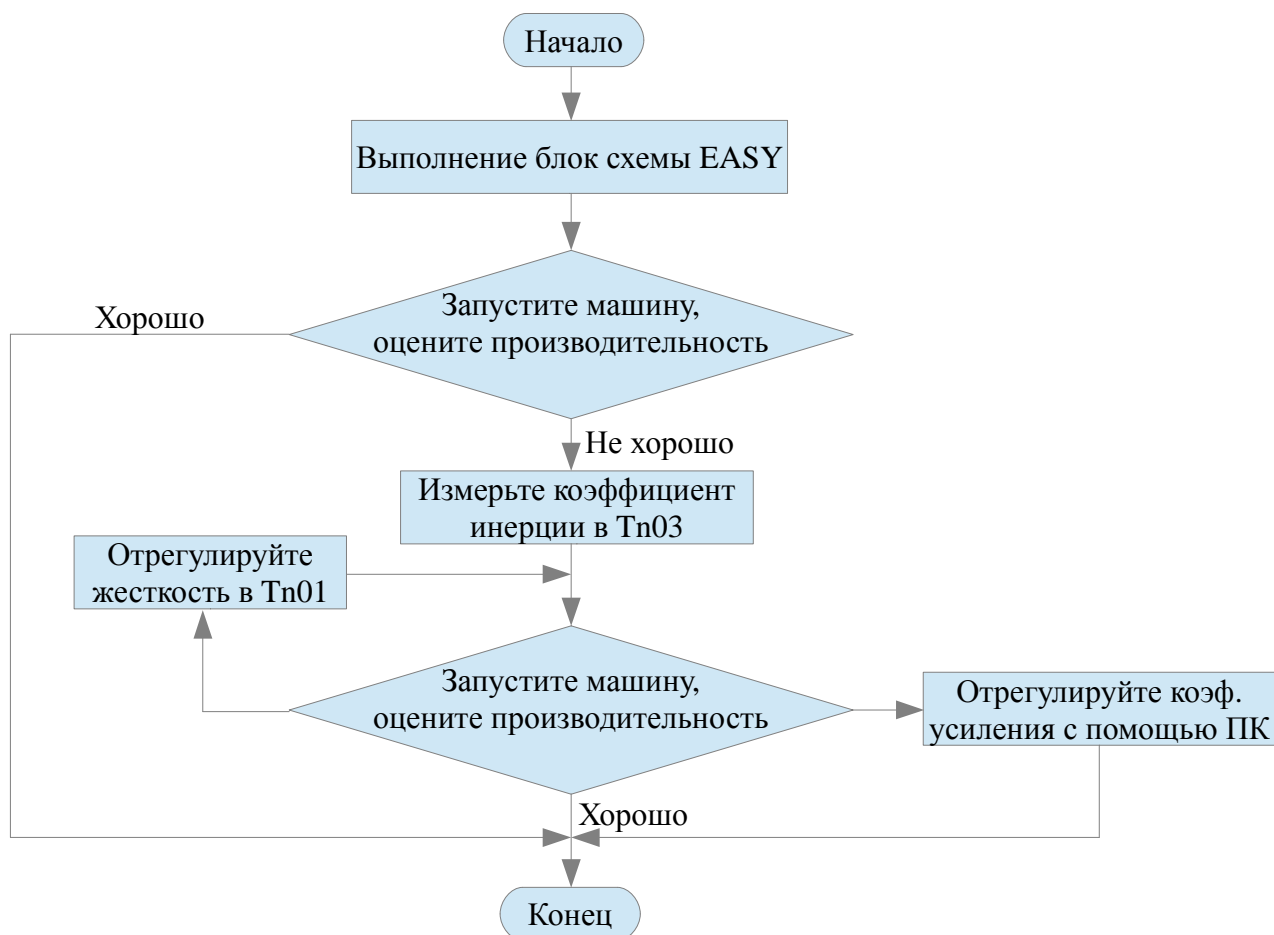 Начало
Выполнение блок схемы EASY
Запустите машину,
оцените производительность
Хорошо
Не хорошо
Измерьте коэффициент
инерции в Tn03
Отрегулируйте
жесткость в Tn01
Запустите машину,
оцените производительность
Отрегулируйте коэф.
усиления с помощью ПК
Хорошо
Конец